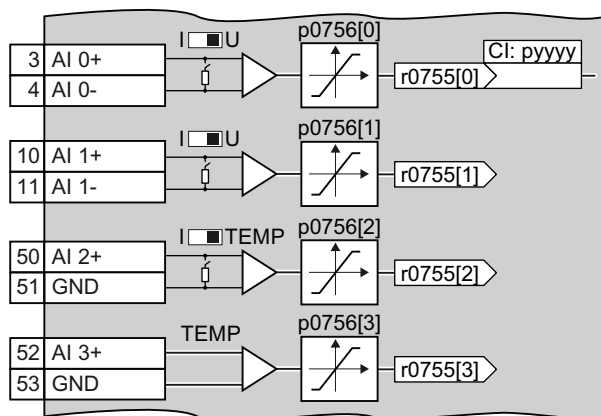 I U p0756[0]
3 AI 0+
4 AI 0-
r0755[0] CI: pyyyy
I U p0756[1]
10 AI 1+
11 AI 1-
r0755[1]
I TEMP p0756[2]
50 AI 2+
51 GND
r0755[2]
TEMP p0756[3]
52 AI 3+
53 GND
r0755[3]